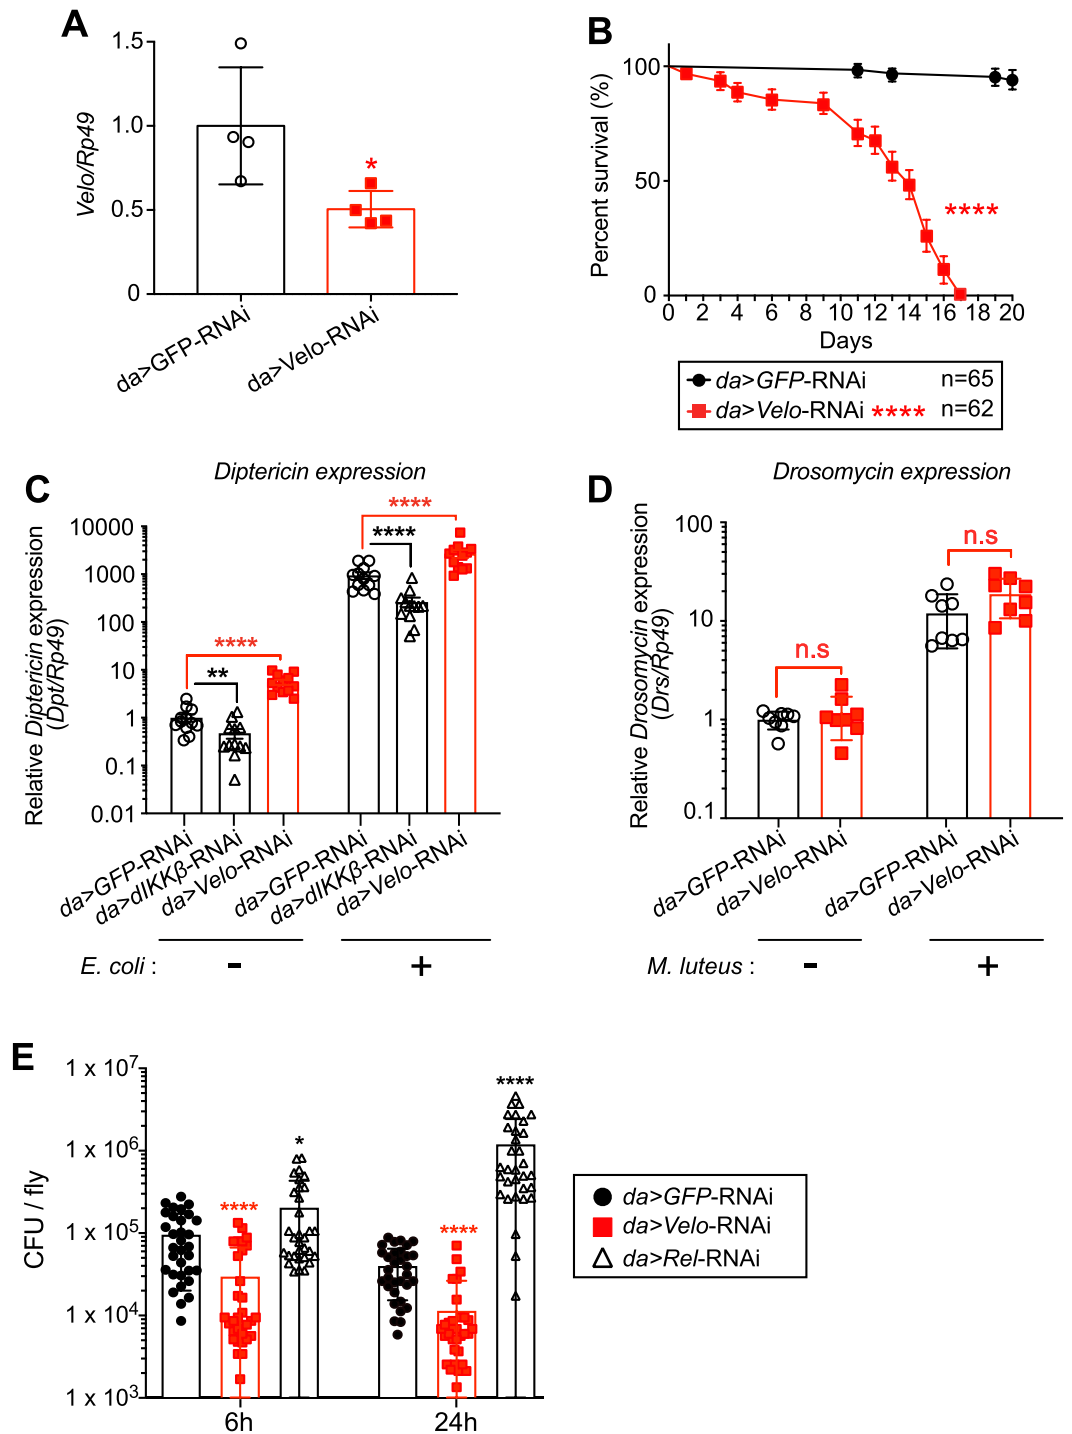 A
Velo/Rp49
1.5
1.0
0.5
0
*
da>GFP-RNAi
da>Velo-RNAi
B
Percent survival (%)
100
50
0
****
0 2 4 6 8 10 12 14 16 18 20
Days
da>GFP-RNAi n=65
da>Velo-RNAi **** n=62
C
Diptericin expression
Relative Diptericin expression
(Dpt/Rp49)
10000
1000
100
10
1
0.1
0.01
****
**
****
****
da>GFP-RNAi
da>dIKKβ-RNAi
da>Velo-RNAi
da>GFP-RNAi
da>dIKKβ-RNAi
da>Velo-RNAi
E. coli : - +
D
Drosomycin expression
Relative Drosomycin expression
(Drs/Rp49)
100
10
1
0.1
n.s
n.s
da>GFP-RNAi
da>Velo-RNAi
da>GFP-RNAi
da>Velo-RNAi
M. luteus : - +
E
CFU / fly
1 x 10⁷
1 x 10⁶
1 x 10⁵
1 x 10⁴
1 x 10³
****
*
****
****
6h 24h
da>GFP-RNAi
da>Velo-RNAi
da>Rel-RNAi